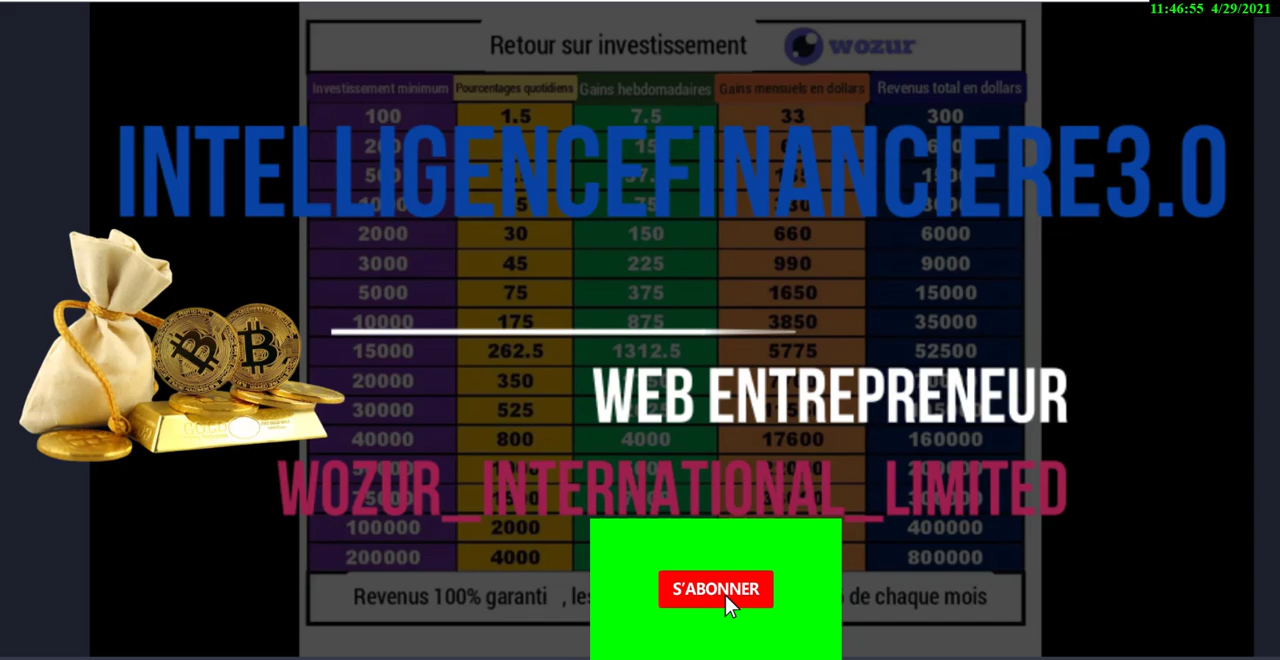 11:46:55 4/29/2021
Retour sur investissement wozur
Investissement minimum Pourcentages quotidiens Gains hebdomadaires Gains mensuels en dollars Revenus total en dollars
100 1.5 7.5 33 300
INTELLIGENCEFINANCIERE3.0
2000 30 150 660 6000
3000 45 225 990 9000
5000 75 375 1650 15000
10000 175 875 3850 35000
15000 262.5 1312.5 5775 52500
20000 350
30000 525
WEB ENTREPRENEUR
40000 800 4000 17600 160000
WOZUR_INTERNATIONAL_LIMITED
100000 2000 400000
200000 4000 800000
S'ABONNER
Revenus 100% garanti , les de chaque mois